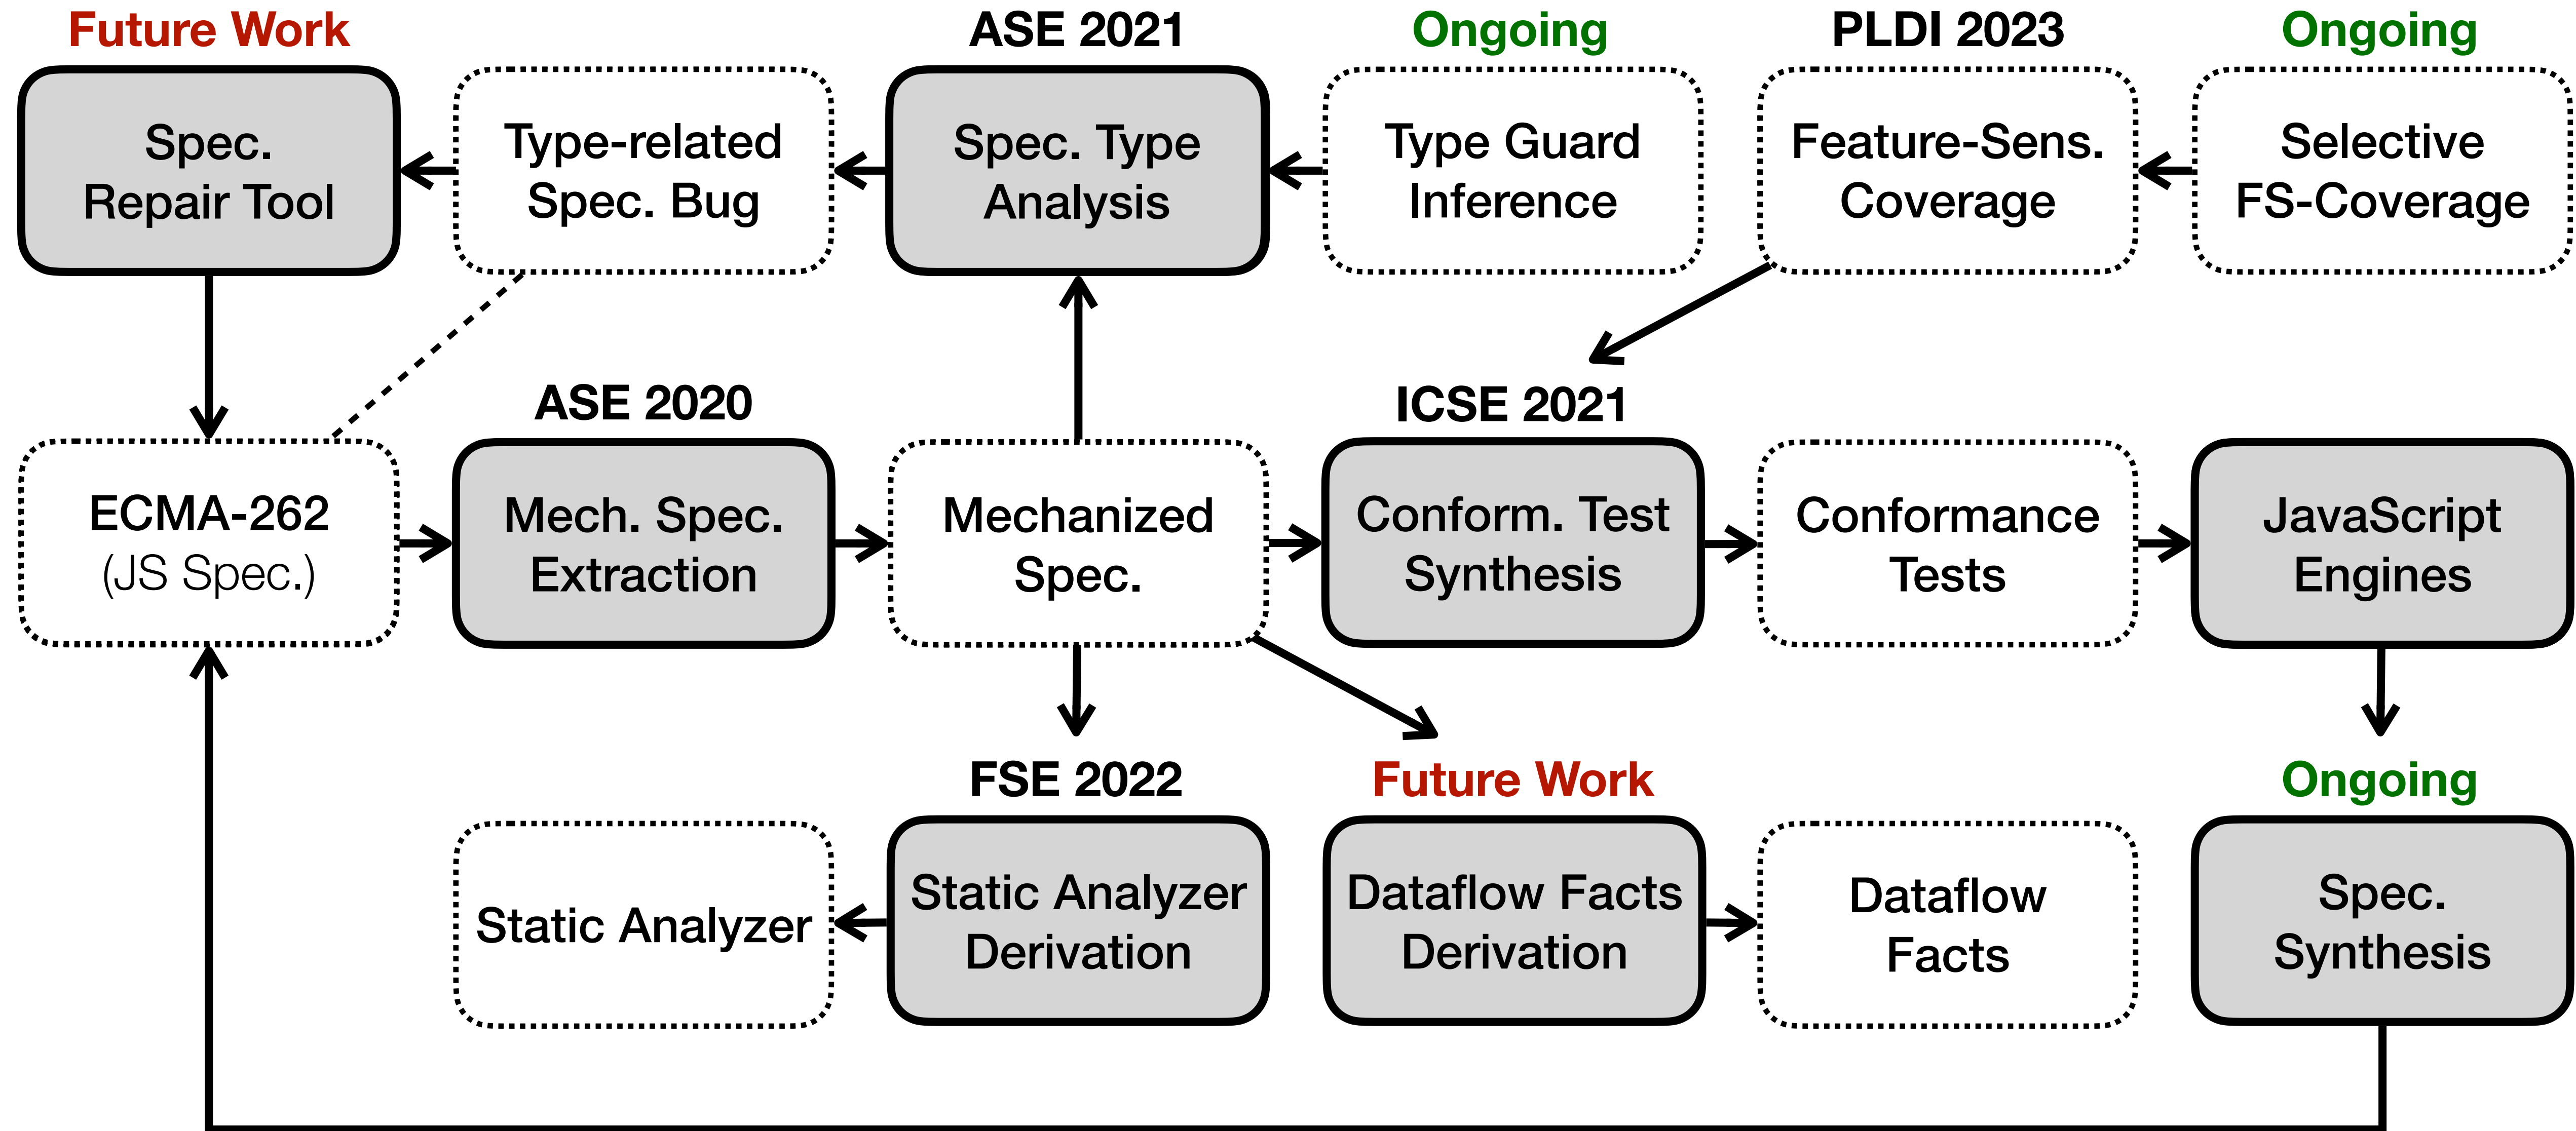 Future Work
ASE 2021
Ongoing
PLDI 2023
Ongoing
Spec.
Repair Tool
Type-related
Spec. Bug
Spec. Type
Analysis
Type Guard
Inference
Feature-Sens.
Coverage
Selective
FS-Coverage
ASE 2020
ICSE 2021
ECMA-262
(JS Spec.)
Mech. Spec.
Extraction
Mechanized
Spec.
Conform. Test
Synthesis
Conformance
Tests
JavaScript
Engines
FSE 2022
Future Work
Ongoing
Static Analyzer
Static Analyzer
Derivation
Dataflow Facts
Derivation
Dataflow
Facts
Spec.
Synthesis